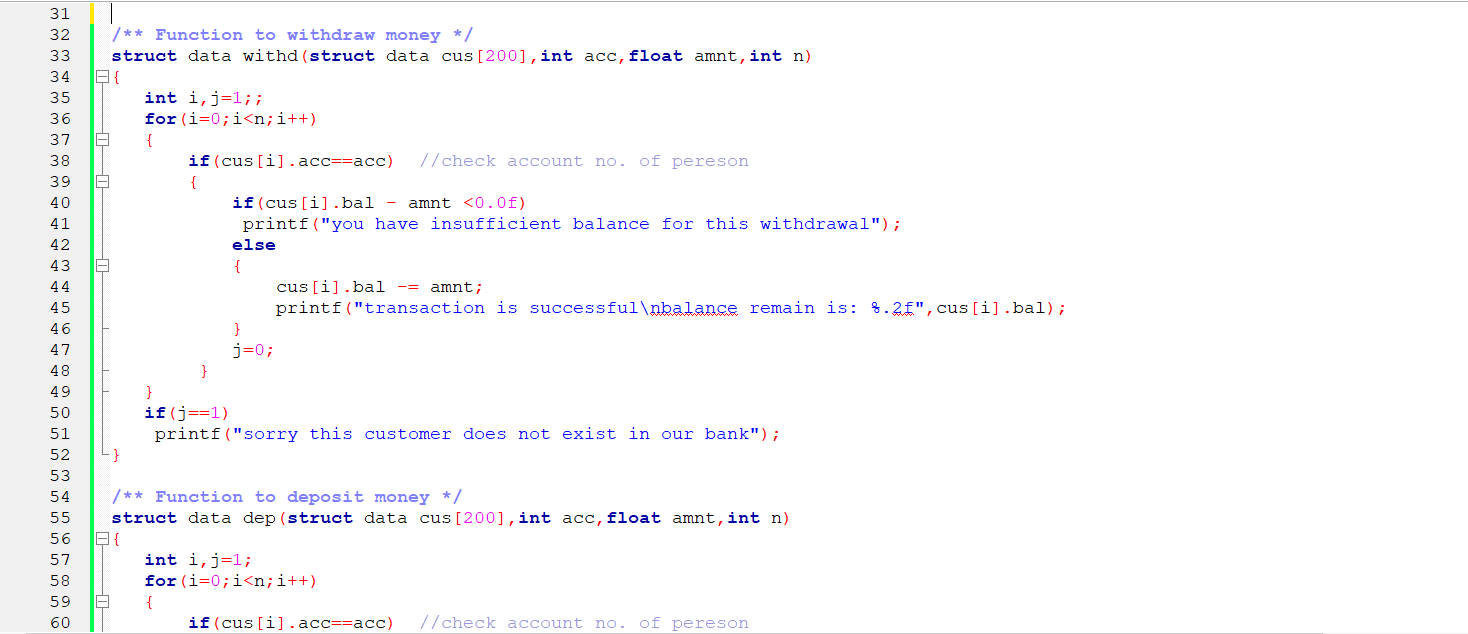 31
32 /** Function to withdraw money */
33 struct data withd(struct data cus[200],int acc,float amnt,int n)
34 {
35 int i,j=1;;
36 for(i=0;i<n;i++)
37 {
38 if(cus[i].acc==acc) //check account no. of pereson
39 {
40 if(cus[i].bal - amnt <0.0f)
41 printf("you have insufficient balance for this withdrawal");
42 else
43 {
44 cus[i].bal -= amnt;
45 printf("transaction is successful\nbalance remain is: %.2f",cus[i].bal);
46 }
47 j=0;
48 }
49 }
50 if(j==1)
51 printf("sorry this customer does not exist in our bank");
52 }
53
54 /** Function to deposit money */
55 struct data dep(struct data cus[200],int acc,float amnt,int n)
56 {
57 int i,j=1;
58 for(i=0;i<n;i++)
59 {
60 if(cus[i].acc==acc) //check account no. of pereson